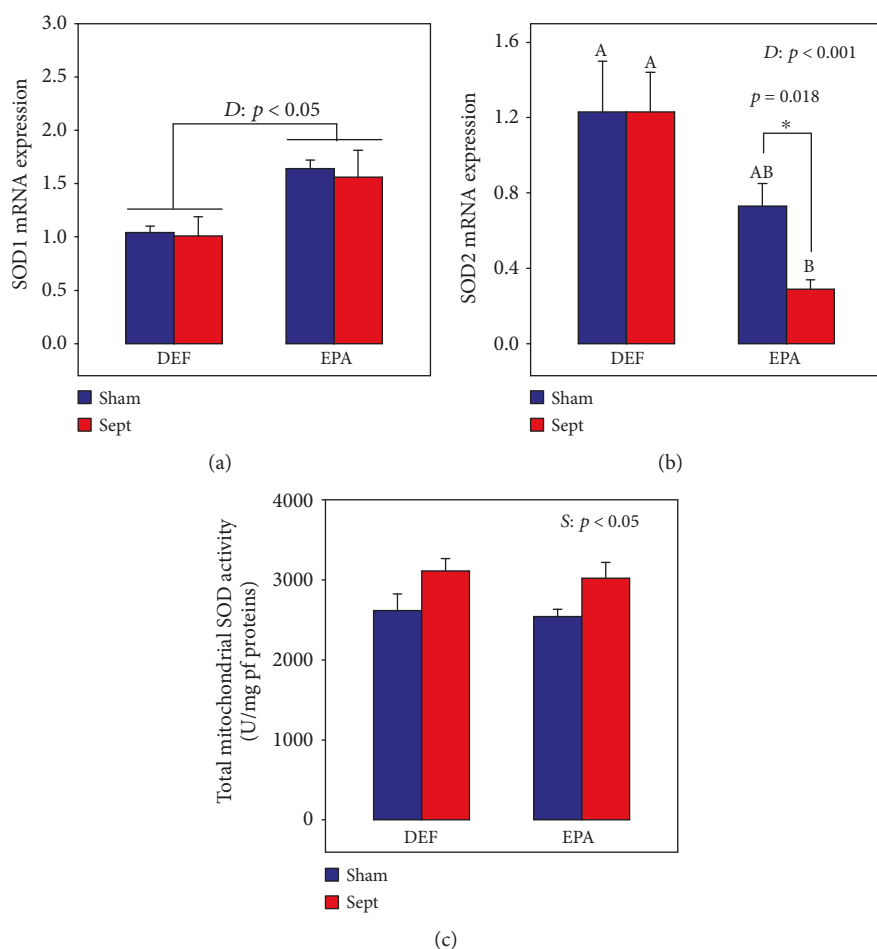 3.0
2.5
2.0
1.5
1.0
0.5
0.0
SOD1 mRNA expression
D: p < 0.05
DEF
EPA
Sham
Sept
(a)
1.6
1.2
0.8
0.4
0.0
SOD2 mRNA expression
A
A
D: p < 0.001
p = 0.018
*
AB
B
DEF
EPA
Sham
Sept
(b)
4000
3000
2000
1000
0
Total mitochondrial SOD activity
(U/mg pf proteins)
S: p < 0.05
DEF
EPA
Sham
Sept
(c)